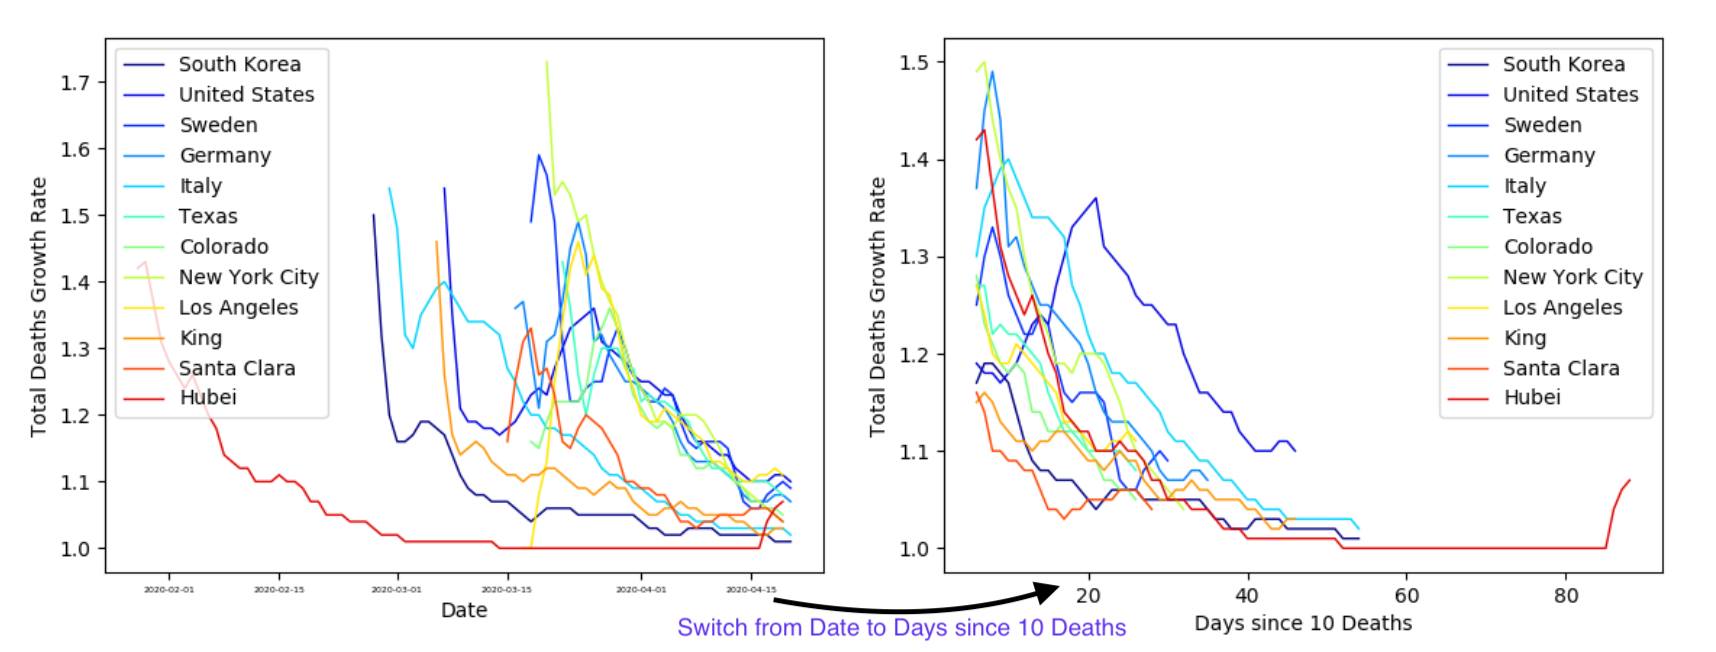 Total Deaths Growth Rate
1.7
1.6
1.5
1.4
1.3
1.2
1.1
1.0
South Korea
United States
Sweden
Germany
Italy
Texas
Colorado
New York City
Los Angeles
King
Santa Clara
Hubei
2020-02-01 2020-02-15 2020-03-01 2020-03-15 2020-04-01 2020-04-15
Date
Total Deaths Growth Rate
1.5
1.4
1.3
1.2
1.1
1.0
South Korea
United States
Sweden
Germany
Italy
Texas
Colorado
New York City
Los Angeles
King
Santa Clara
Hubei
20 40 60 80
Days since 10 Deaths
Switch from Date to Days since 10 Deaths